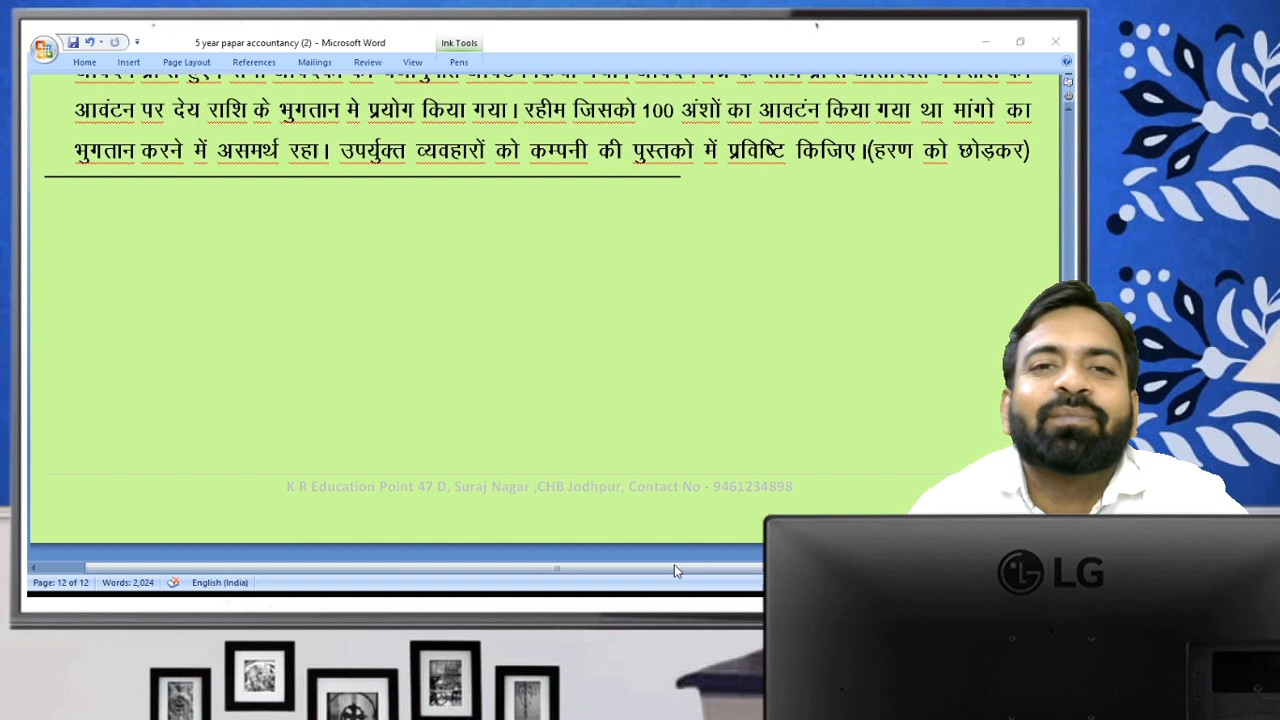 5 year papar accountancy (2) - Microsoft Word
Ink Tools
Home Insert Page Layout References Mailings Review View Pens
आवंटन पर देय राशि के भुगतान मे प्रयोग किया गया। रहीम जिसको 100 अंशों का आवटंन किया गया था मांगो का
भुगतान करने में असमर्थ रहा। उपर्युक्त व्यवहारों को कम्पनी की पुस्तको में प्रविष्टि किजिए।(हरण को छोड़कर)
K R Education Point 47 D, Suraj Nagar ,CHB Jodhpur, Contact No - 9461234898
Page: 12 of 12 Words: 2,024 English (India)
LG